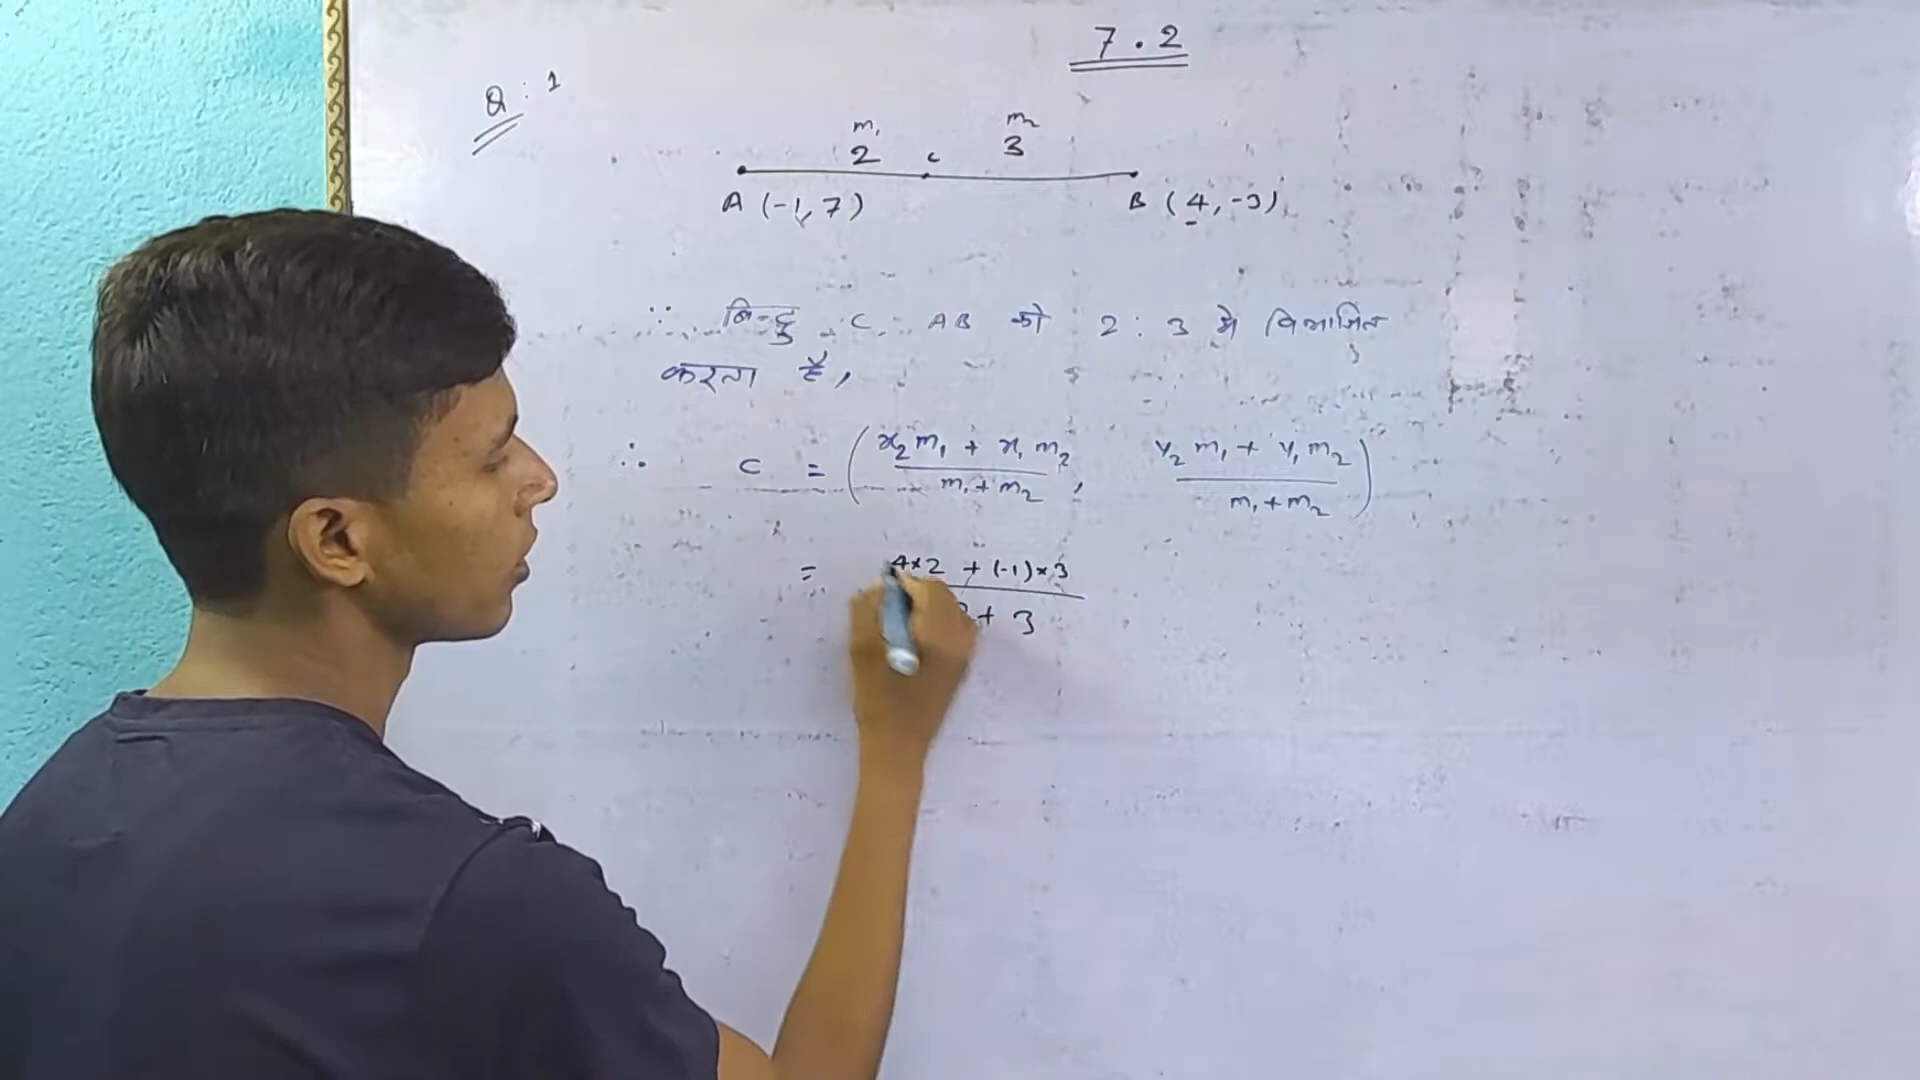 7.2
Q : 1
m₁ m₂
2 c 3
A (-1, 7) B (4, -3)
∵ बिन्दु C, AB को 2 : 3 मे विभाजित
करता है,
∴ C = ( x₂m₁ + x₁m₂ / m₁+m₂ , y₂m₁ + y₁m₂ / m₁+m₂ )
= 4×2 + (-1)×3
2 + 3